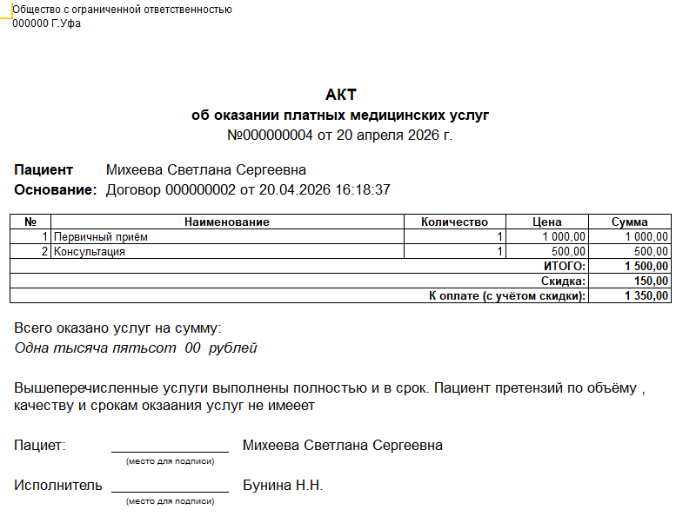 Общество с ограниченной ответственностью
000000 Г.Уфа
АКТ
об оказании платных медицинских услуг
№000000004 от 20 апреля 2026 г.
Пациент Михеева Светлана Сергеевна
Основание: Договор 000000002 от 20.04.2026 16:18:37
№ Наименование Количество Цена Сумма
1 Первичный приём 1 1 000,00 1 000,00
2 Консультация 1 500,00 500,00
ИТОГО: 1 500,00
Скидка: 150,00
К оплате (с учётом скидки): 1 350,00
Всего оказано услуг на сумму:
Одна тысяча пятьсот 00 рублей
Вышеперечисленные услуги выполнены полностью и в срок. Пациент претензий по объёму ,
качеству и срокам окзаания услуг не имееет
Пациет: Михеева Светлана Сергеевна
(место для подписи)
Исполнитель Бунина Н.Н.
(место для подписи)